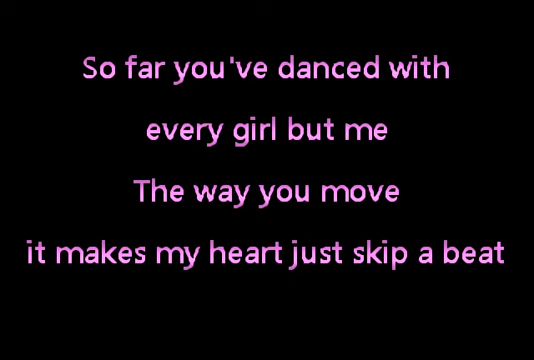 So far you've danced with
every girl but me
The way you move
it makes my heart just skip a beat